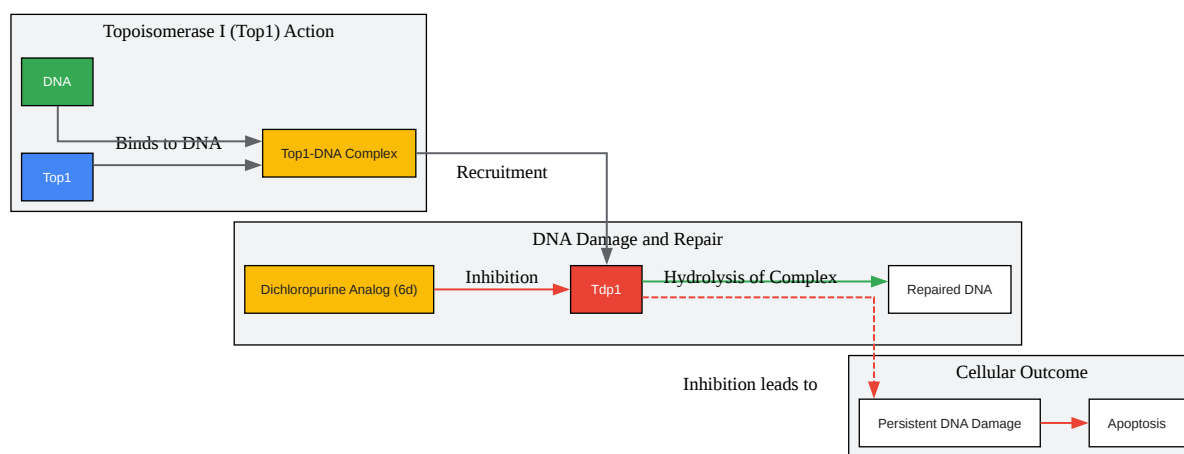 Topoisomerase I (Top1) Action
DNA
Binds to DNA
Top1-DNA Complex
Top1
Recruitment
DNA Damage and Repair
Dichloropurine Analog (6d)
Inhibition
Tdp1
Hydrolysis of Complex
Repaired DNA
Inhibition leads to
Cellular Outcome
Persistent DNA Damage
Apoptosis